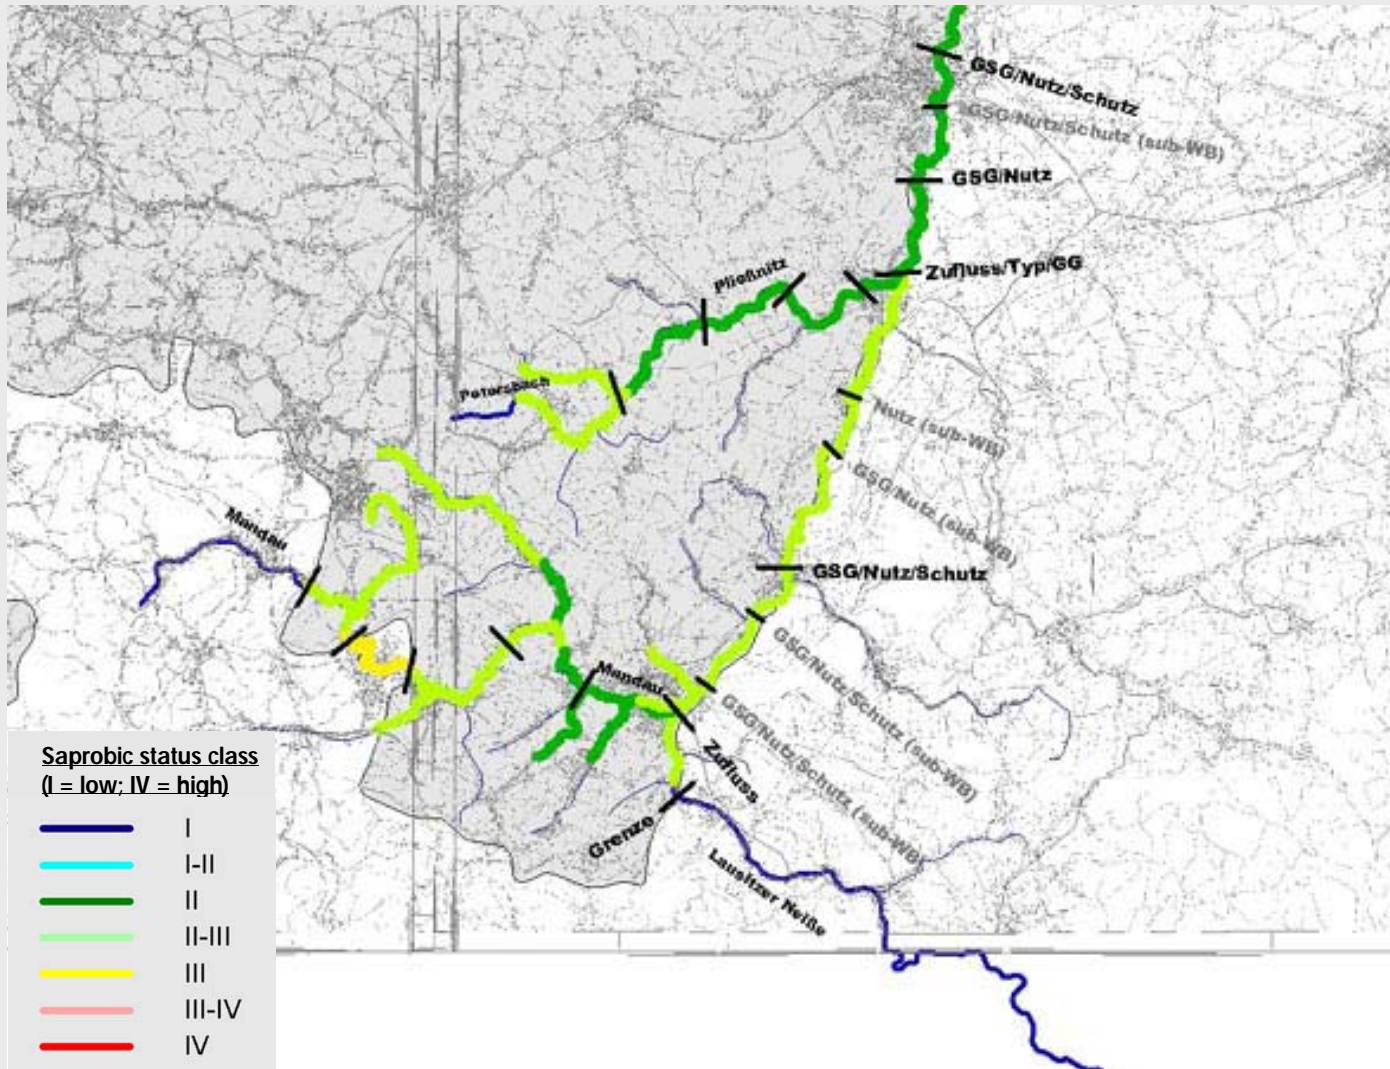 GSG/Nutz/Schutz
GSG/Nutz/Schutz (sub-WB)
GSG/Nutz
Zufluss/Typ/GG
Pließnitz
Petersbach
Nutz (sub-WB)
GSG/Nutz (sub-WB)
Mandau
GSG/Nutz/Schutz
GSG/Nutz/Schutz (sub-WB)
Mandau
GSG/Nutz/Schutz (sub-WB)
Zufluss
Grenze
Lausitzer Neiße
Saprobic status class
(I = low; IV = high)
I
I-II
II
II-III
III
III-IV
IV